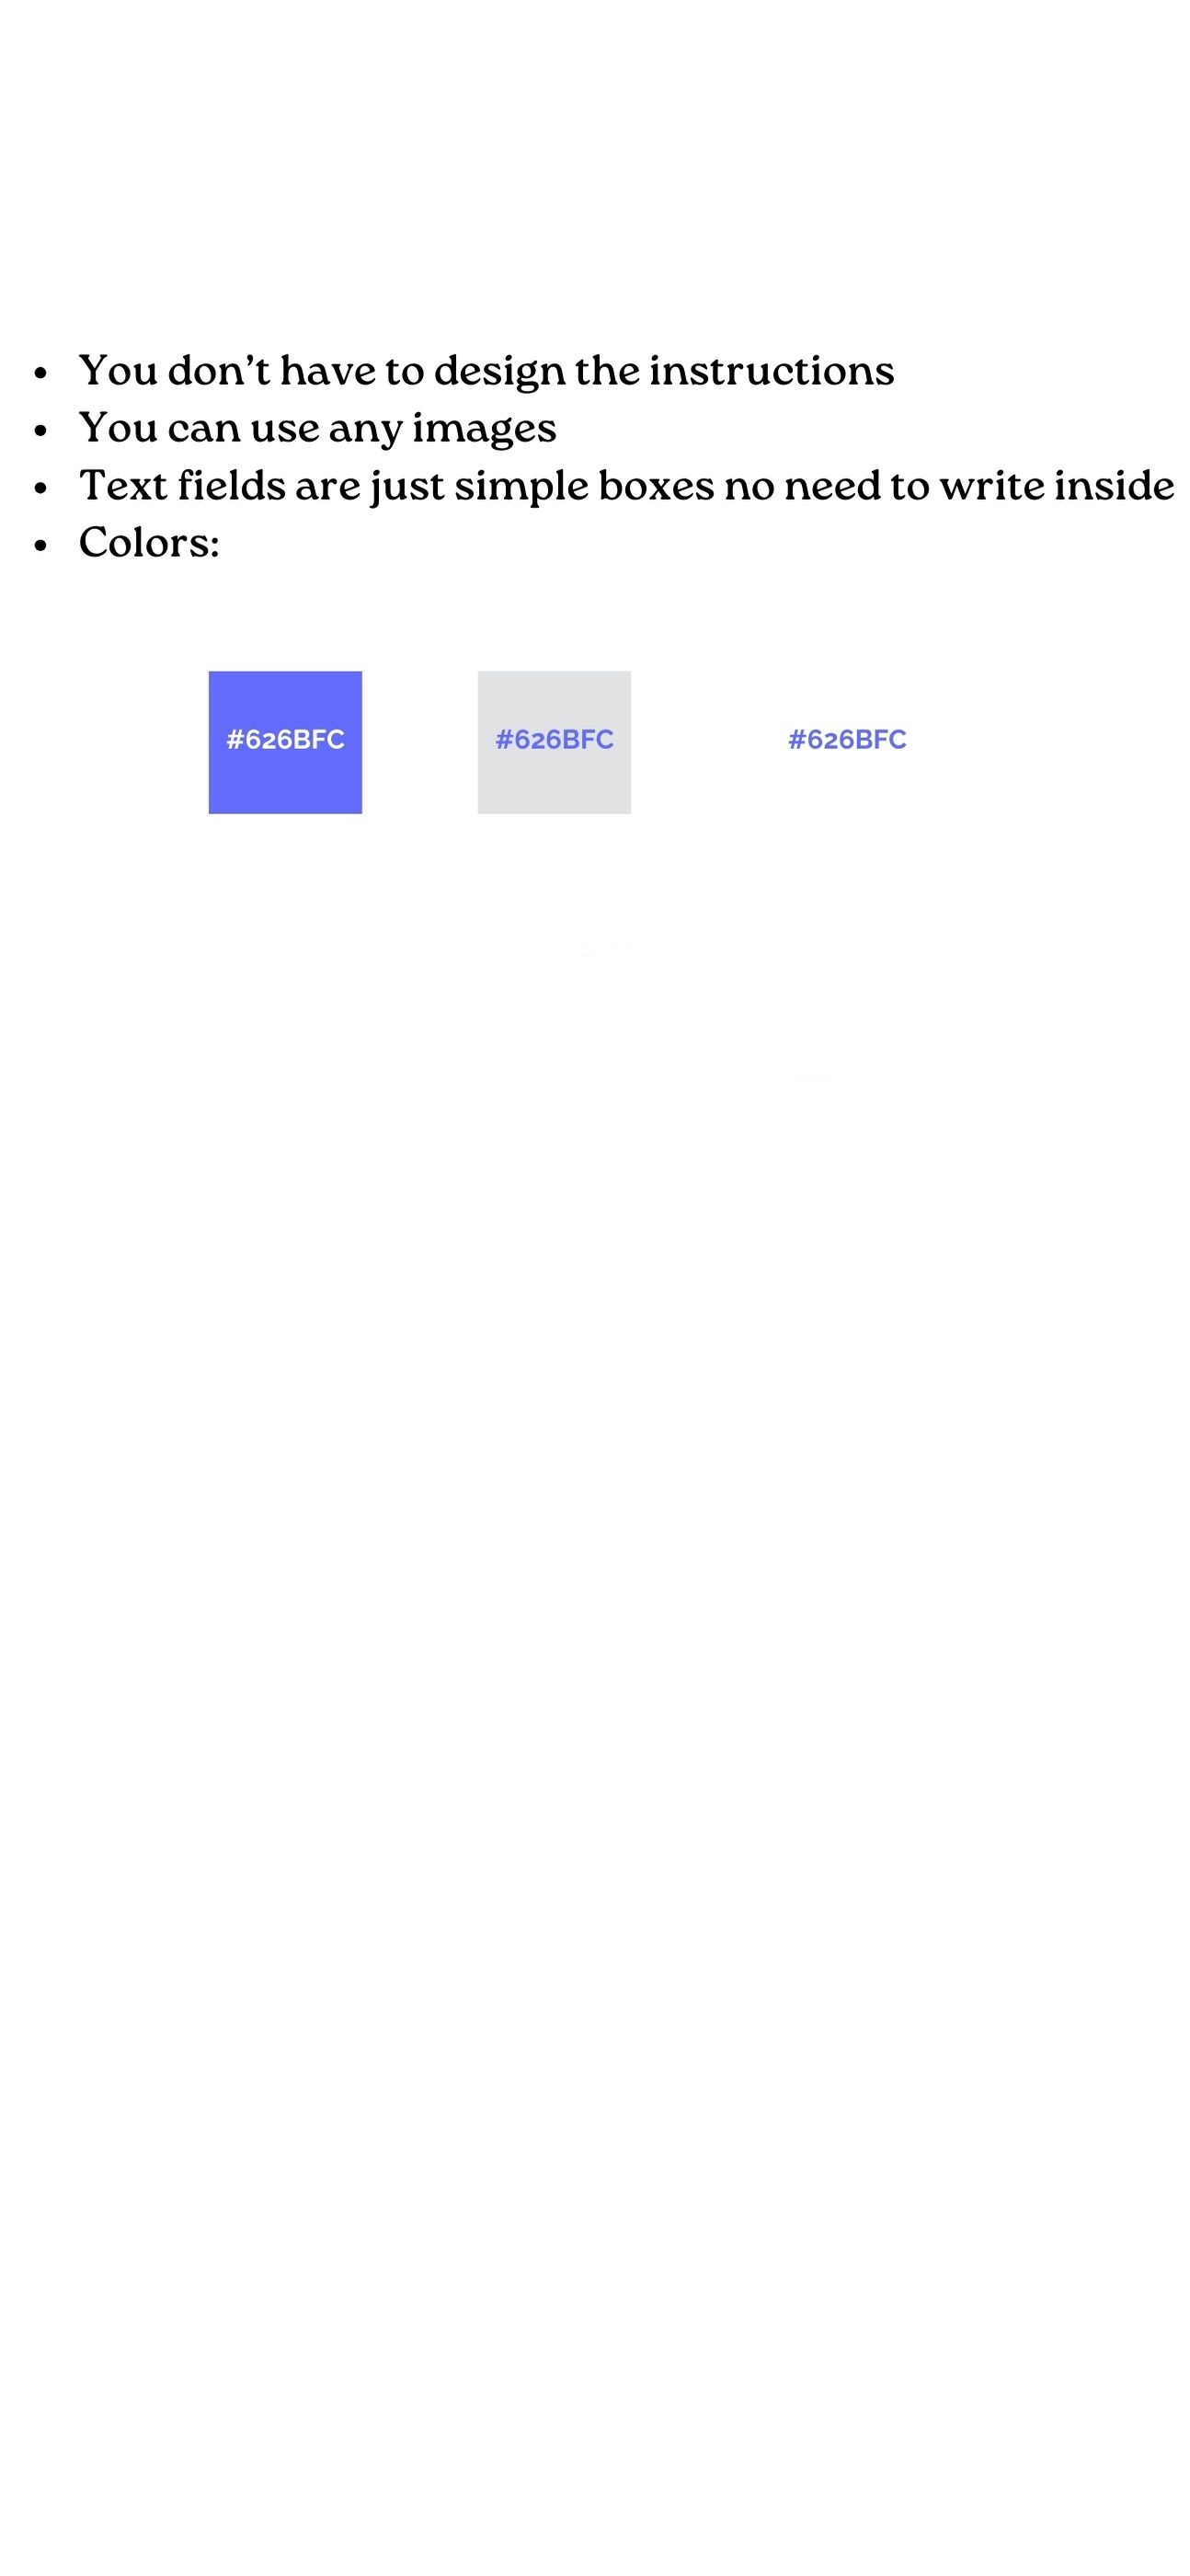 • You don't have to design the instructions
• You can use any images
• Text fields are just simple boxes no need to write inside
• Colors:
#626BFC #626BFC #626BFC